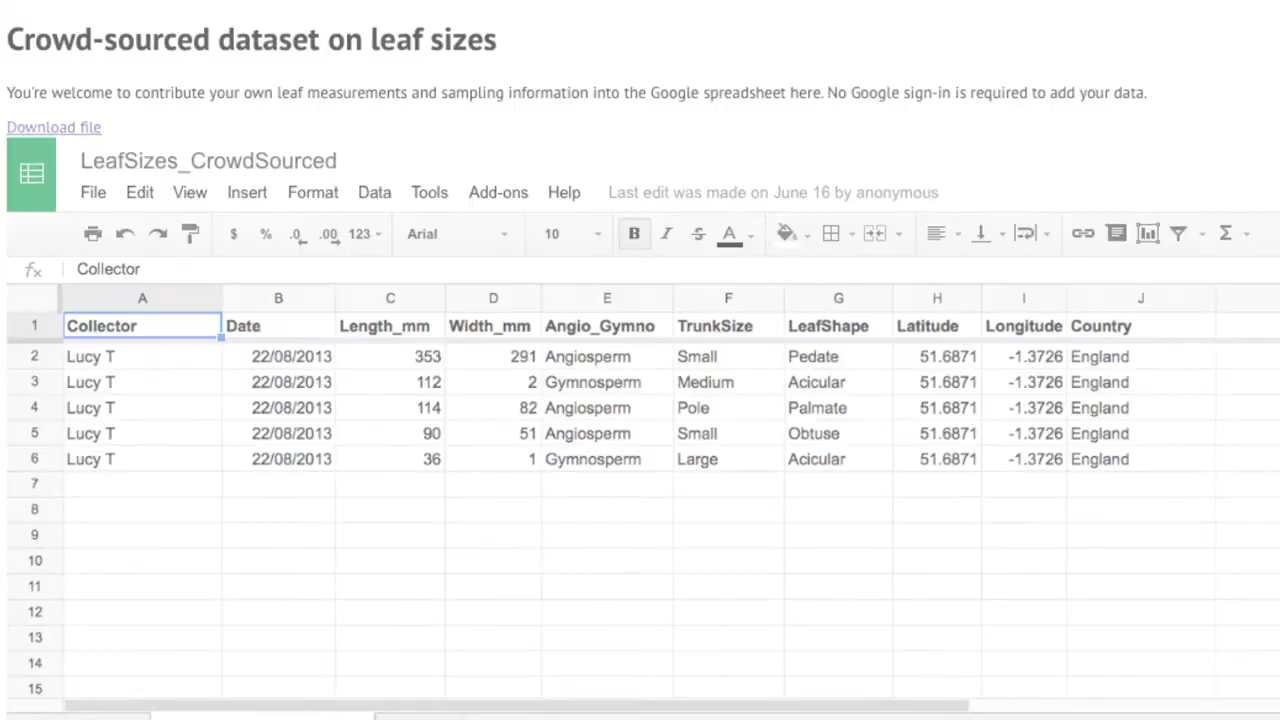 Crowd-sourced dataset on leaf sizes
You're welcome to contribute your own leaf measurements and sampling information into the Google spreadsheet here. No Google sign-in is required to add your data.
Download file
LeafSizes_CrowdSourced
File Edit View Insert Format Data Tools Add-ons Help Last edit was made on June 16 by anonymous
$ % .0 .00 123 Arial 10 B I S A Σ
fx Collector
A B C D E F G H I J
1 Collector Date Length_mm Width_mm Angio_Gymno TrunkSize LeafShape Latitude Longitude Country
2 Lucy T 22/08/2013 353 291 Angiosperm Small Pedate 51.6871 -1.3726 England
3 Lucy T 22/08/2013 112 2 Gymnosperm Medium Acicular 51.6871 -1.3726 England
4 Lucy T 22/08/2013 114 82 Angiosperm Pole Palmate 51.6871 -1.3726 England
5 Lucy T 22/08/2013 90 51 Angiosperm Small Obtuse 51.6871 -1.3726 England
6 Lucy T 22/08/2013 36 1 Gymnosperm Large Acicular 51.6871 -1.3726 England
7
8
9
10
11
12
13
14
15